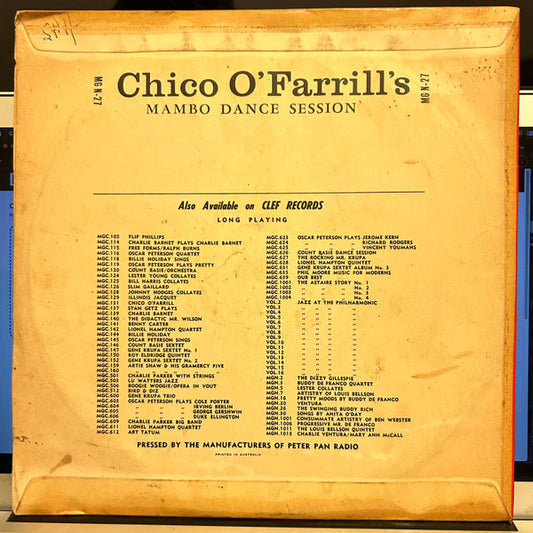 MG N-27
Chico O'Farrill's
MG N-27
MAMBO DANCE SESSION
Also Available on CLEF RECORDS
LONG PLAYING
MGC.105 FLIP PHILLIPS
MGC.114 CHARLIE BARNET PLAYS CHARLIE BARNET
MGC.115 FREE FORMS/RALPH BURNS
MGC.116 OSCAR PETERSON QUARTET
MGC.118 BILLIE HOLIDAY SINGS
MGC.119 OSCAR PETERSON PLAYS PRETTY
MGC.120 COUNT BASIE/ORCHESTRA
MGC.124 LESTER YOUNG COLLATES
MGC.125 BILL HARRIS COLLATES
MGC.126 SLIM GAILLARD
MGC.128 JOHNNY HODGES COLLATES
MGC.129 ILLINOIS JACQUET
MGC.131 CHICO O'FARRILL
MGC.137 STAN GETZ PLAYS
MGC.139 CHARLIE BARNET
MGC.140 THE DIDACTIC MR. WILSON
MGC.141 BENNY CARTER
MGC.142 LIONEL HAMPTON QUARTET
MGC.144 BILLIE HOLIDAY
MGC.145 OSCAR PETERSON SINGS
MGC.146 COUNT BASIE SEXTET
MGC.147 GENE KRUPA SEXTET No. 1
MGC.150 ROY ELDRIDGE QUINTET
MGC.152 GENE KRUPA SEXTET No. 2
MGC.159 ARTIE SHAW & HIS GRAMERCY FIVE
MGC.160 " " "
MGC.501 CHARLIE PARKER WITH STRINGS
MGC.505 LU WATTERS JAZZ
MGC.506 BOOGIE WOOGIE/OPERA IN VOUT
MGC.512 BIRD & DIZ
MGC.600 GENE KRUPA TRIO
MGC.603 OSCAR PETERSON PLAYS COLE PORTER
MGC.604 " " " IRVING BERLIN
MGC.605 " " " GEORGE GERSHWIN
MGC.606 " " " DUKE ELLINGTON
MGC.609 CHARLIE PARKER BIG BAND
MGC.611 LIONEL HAMPTON QUARTET
MGC.612 ART TATUM
MGC.623 OSCAR PETERSON PLAYS JEROME KERN
MGC.624 " " " RICHARD RODGERS
MGC.625 " " " VINCENT YOUMANS
MGC.626 COUNT BASIE DANCE SESSION
MGC.627 THE ROCKING MR. KRUPA
MGC.628 LIONEL HAMPTON QUINTET
MGC.631 GENE KRUPA SEXTET ALBUM No. 3
MGC.635 PHIL MOORE MUSIC FOR MODERNS
MGC.639 OUR BEST
MGC.1001 THE ASTAIRE STORY No. 1
MGC.1002 " " " No. 2
MGC.1003 " " " No. 3
MGC.1004 " " " No. 4
VOL.2 JAZZ AT THE PHILHARMONIC
VOL.3 " " " "
VOL.4 " " " "
VOL.5 " " " "
VOL.6 " " " "
VOL.7 " " " "
VOL.8 " " " "
VOL.9 " " " "
VOL.10 " " " "
VOL.11 " " " "
VOL.12 " " " "
VOL.13 " " " "
VOL.14 " " " "
VOL.15 " " " "
VOL.16 " " " "
MGN.2 THE DIZZY GILLESPIE
MGN.3 BUDDY DE FRANCO QUARTET
MGN.5 LESTER COLLATES
MGN.7 ARTISTRY OF LOUIS BELLSON
MGN.16 PRETTY MOODS BY BUDDY DE FRANCO
MGN.20 VENTURA
MGN.26 THE SWINGING BUDDY RICH
MGN.30 SONGS BY ANITA O'DAY
MGN.1001 CONSUMMATE ARTISTRY OF BEN WEBSTER
MGN.1006 PROGRESSIVE MR. DE FRANCO
MGN.1011 THE LOUIS BELLSON QUINTET
MGN.1013 CHARLIE VENTURA/MARY ANN McCALL
PRESSED BY THE MANUFACTURERS OF PETER PAN RADIO
PRINTED IN AUSTRALIA